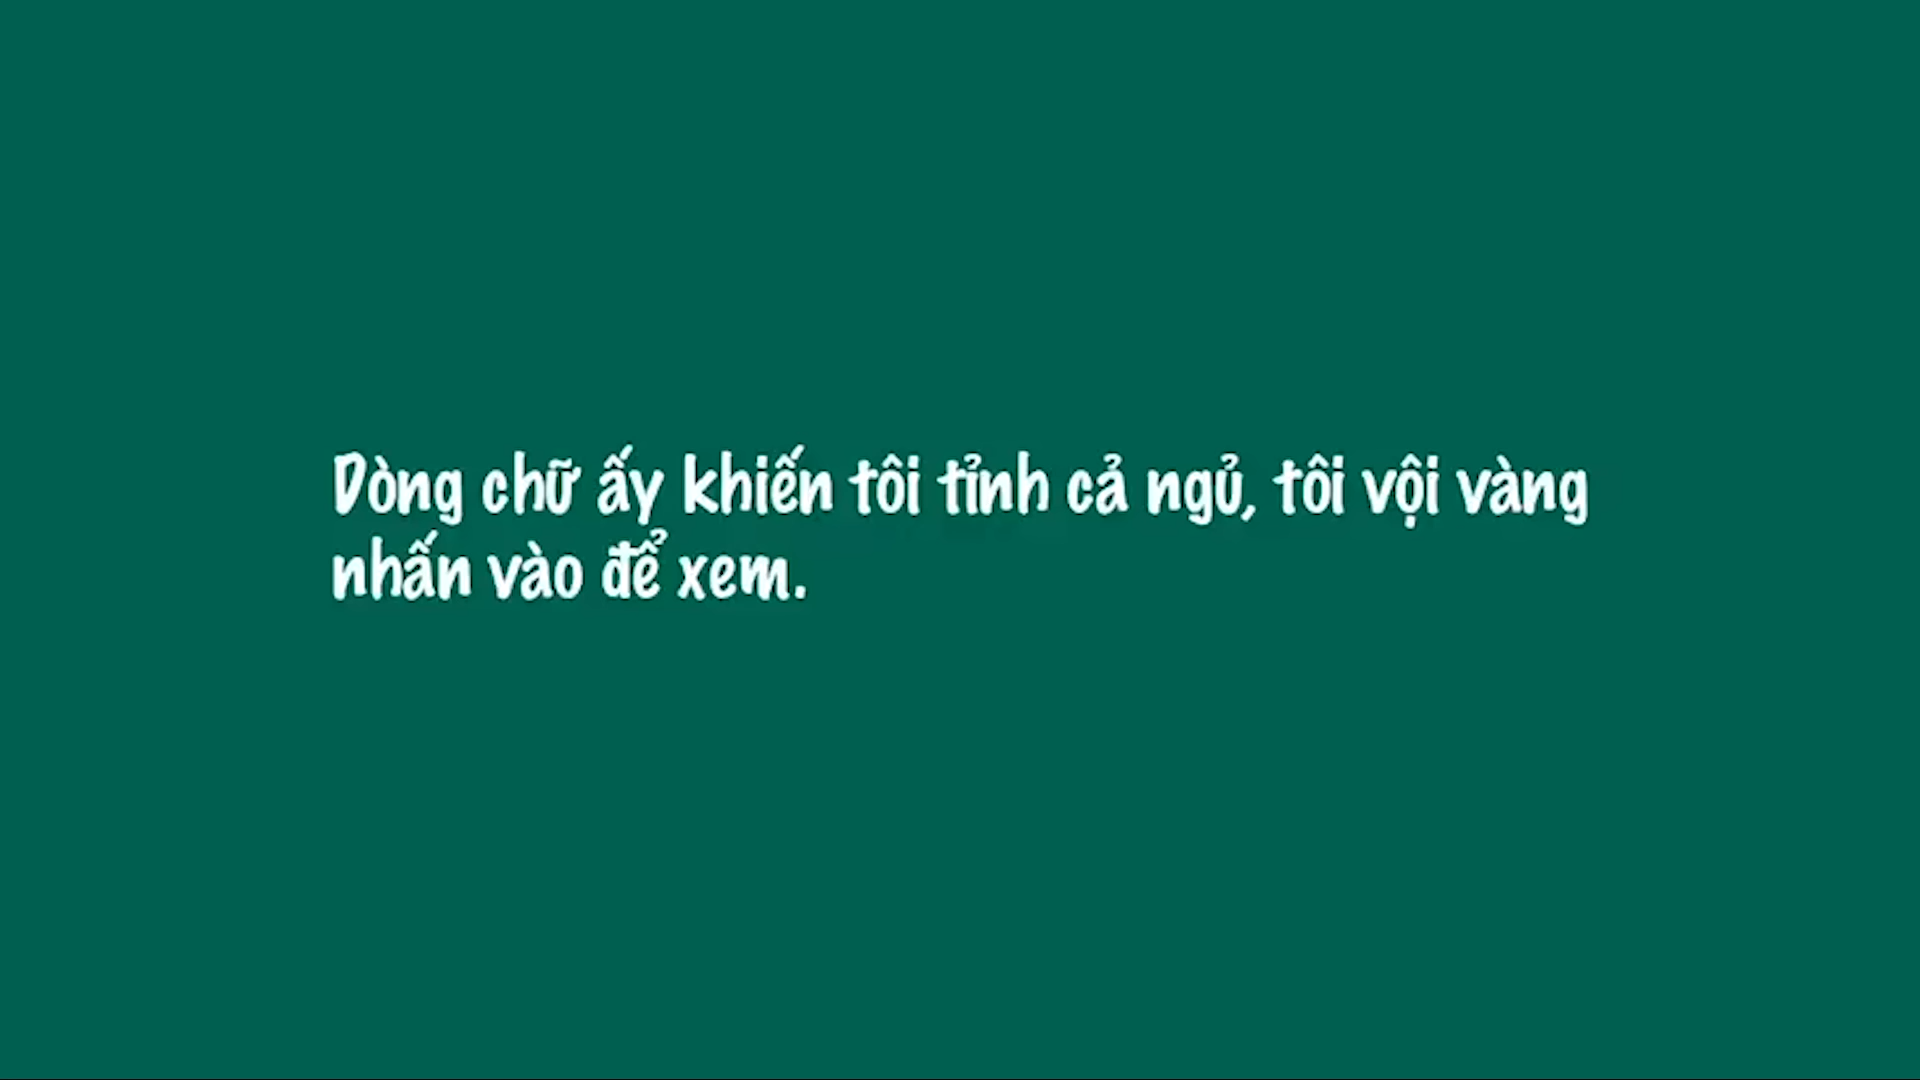 Dòng chữ ấy khiến tôi tỉnh cả ngủ, tôi vội vàng
nhấn vào để xem.